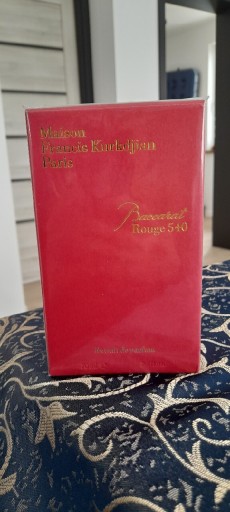 Maison
Francis Kurkdjian
Paris
Baccarat
Rouge 540